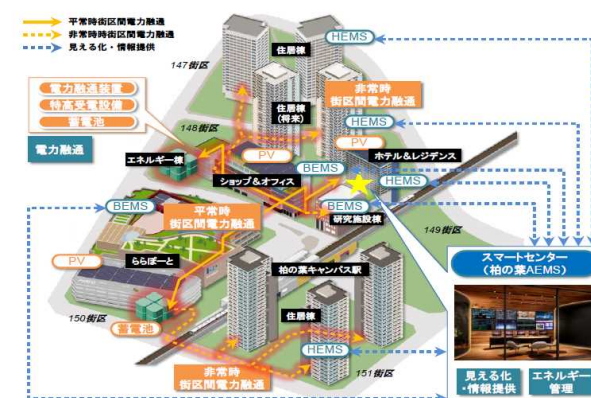 平常時街区間電力融通
非常時時街区間電力融通
見える化・情報提供
住居棟
HEMS
147街区
電力融通装置
特高受電設備
蓄電池
電力融通
住居棟
(将来)
非常時
街区間電力融通
148街区
HEMS
エネルギー棟
PV
PV
BEMS
ホテル&レジデンス
ショップ&オフィス
HEMS
BEMS
BEMS
研究施設棟
平常時
街区間電力融通
149街区
PV
ららぽーと
柏の葉キャンパス駅
スマートセンター
(柏の葉AEMS)
150街区
蓄電池
住居棟
HEMS
非常時
街区間電力融通
151街区
見える化
・情報提供
エネルギー
管理